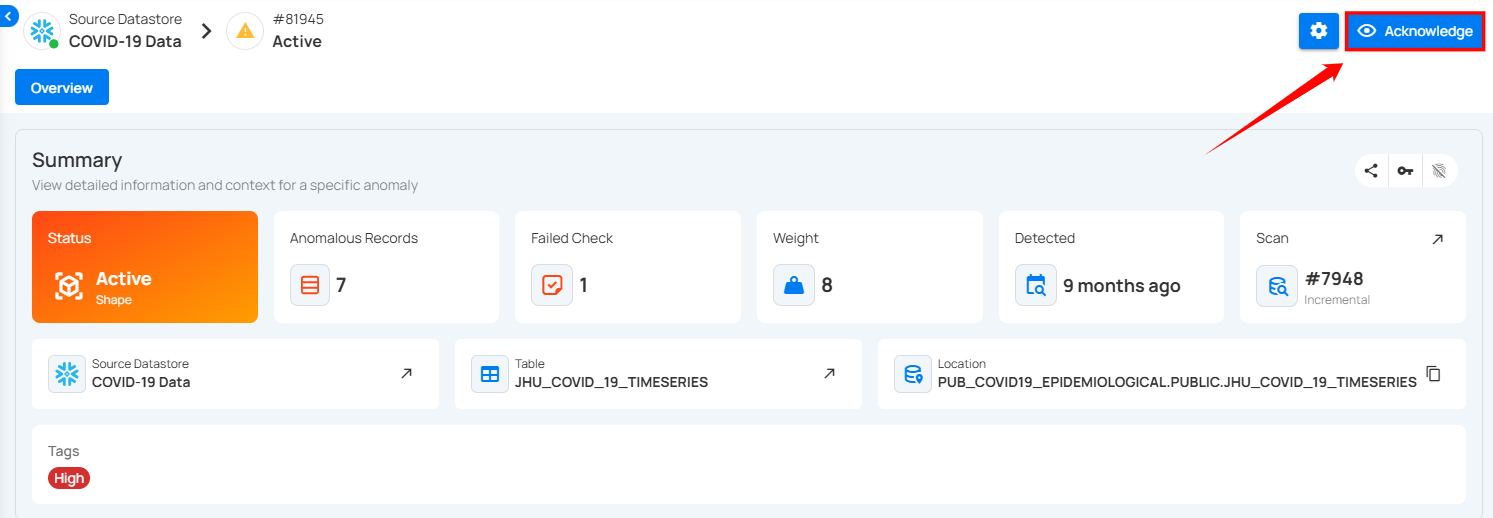 Source Datastore
COVID-19 Data
#81945
Active
Acknowledge
Overview
Summary
View detailed information and context for a specific anomaly
Status
Active
Shape
Anomalous Records
7
Failed Check
1
Weight
8
Detected
9 months ago
Scan
#7948
Incremental
Source Datastore
COVID-19 Data
Table
JHU_COVID_19_TIMESERIES
Location
PUB_COVID19_EPIDEMIOLOGICAL.PUBLIC.JHU_COVID_19_TIMESERIES
Tags
High